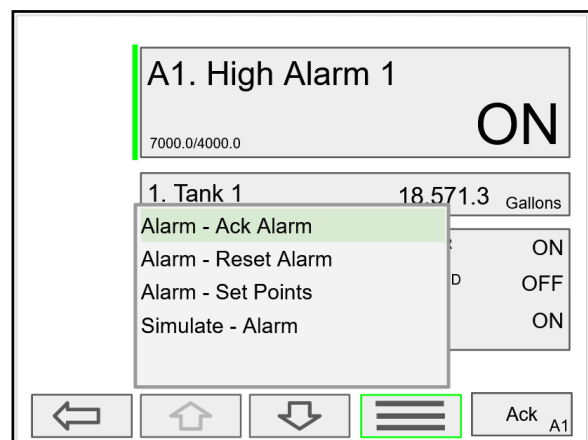 A1. High Alarm 1
ON
7000.0/4000.0
1. Tank 1 18,571.3 Gallons
Alarm - Ack Alarm
Alarm - Reset Alarm
Alarm - Set Points
Simulate - Alarm
ON
D OFF
ON
Ack A1